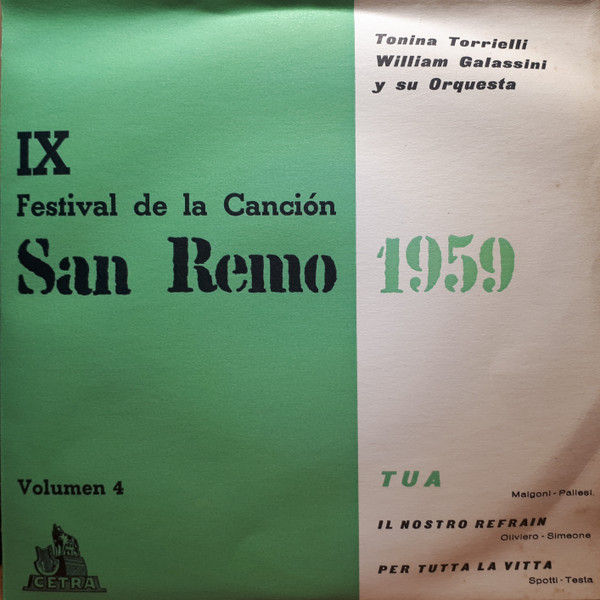 Tonina Torrielli
William Galassini
y su Orquesta
IX
Festival de la Canción
San Remo 1959
Volumen 4
CETRA
TUA
Malgoni-Pallesi.
IL NOSTRO REFRAIN
Oliviero-Simeone
PER TUTTA LA VITTA
Spotti-Testa